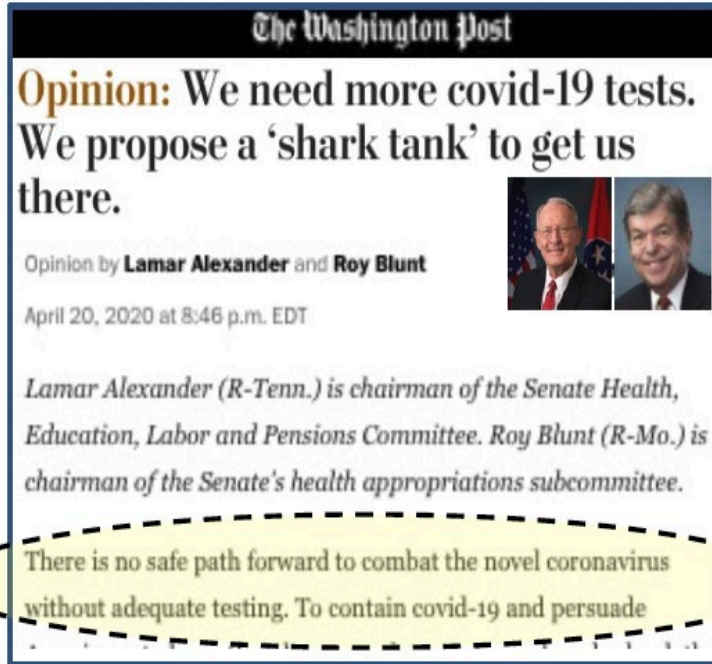 The Washington Post
Opinion: We need more covid-19 tests.
We propose a ‘shark tank’ to get us
there.
Opinion by Lamar Alexander and Roy Blunt
April 20, 2020 at 8:46 p.m. EDT
Lamar Alexander (R-Tenn.) is chairman of the Senate Health,
Education, Labor and Pensions Committee. Roy Blunt (R-Mo.) is
chairman of the Senate’s health appropriations subcommittee.
There is no safe path forward to combat the novel coronavirus
without adequate testing. To contain covid-19 and persuade